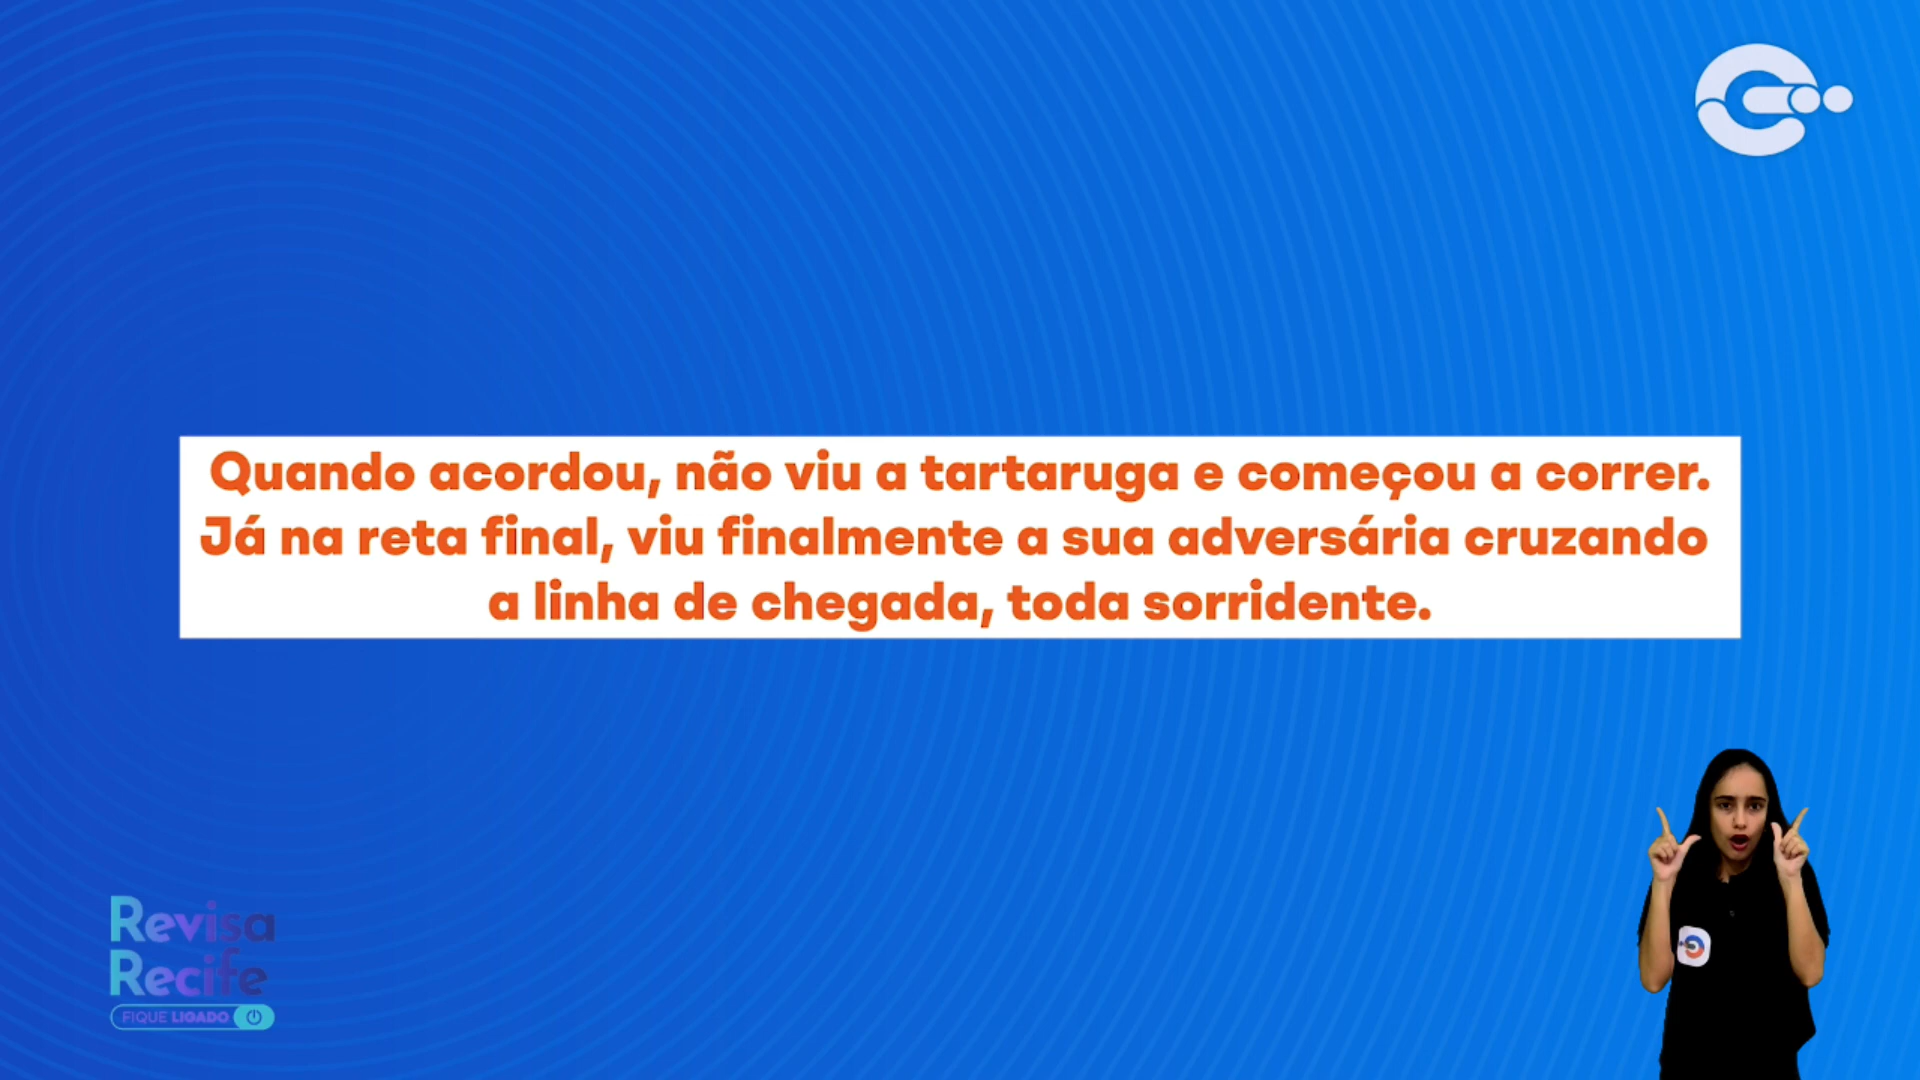 Quando acordou, não viu a tartaruga e começou a correr.
Já na reta final, viu finalmente a sua adversária cruzando
a linha de chegada, toda sorridente.
Revisa
Recife
FIQUE LIGADO